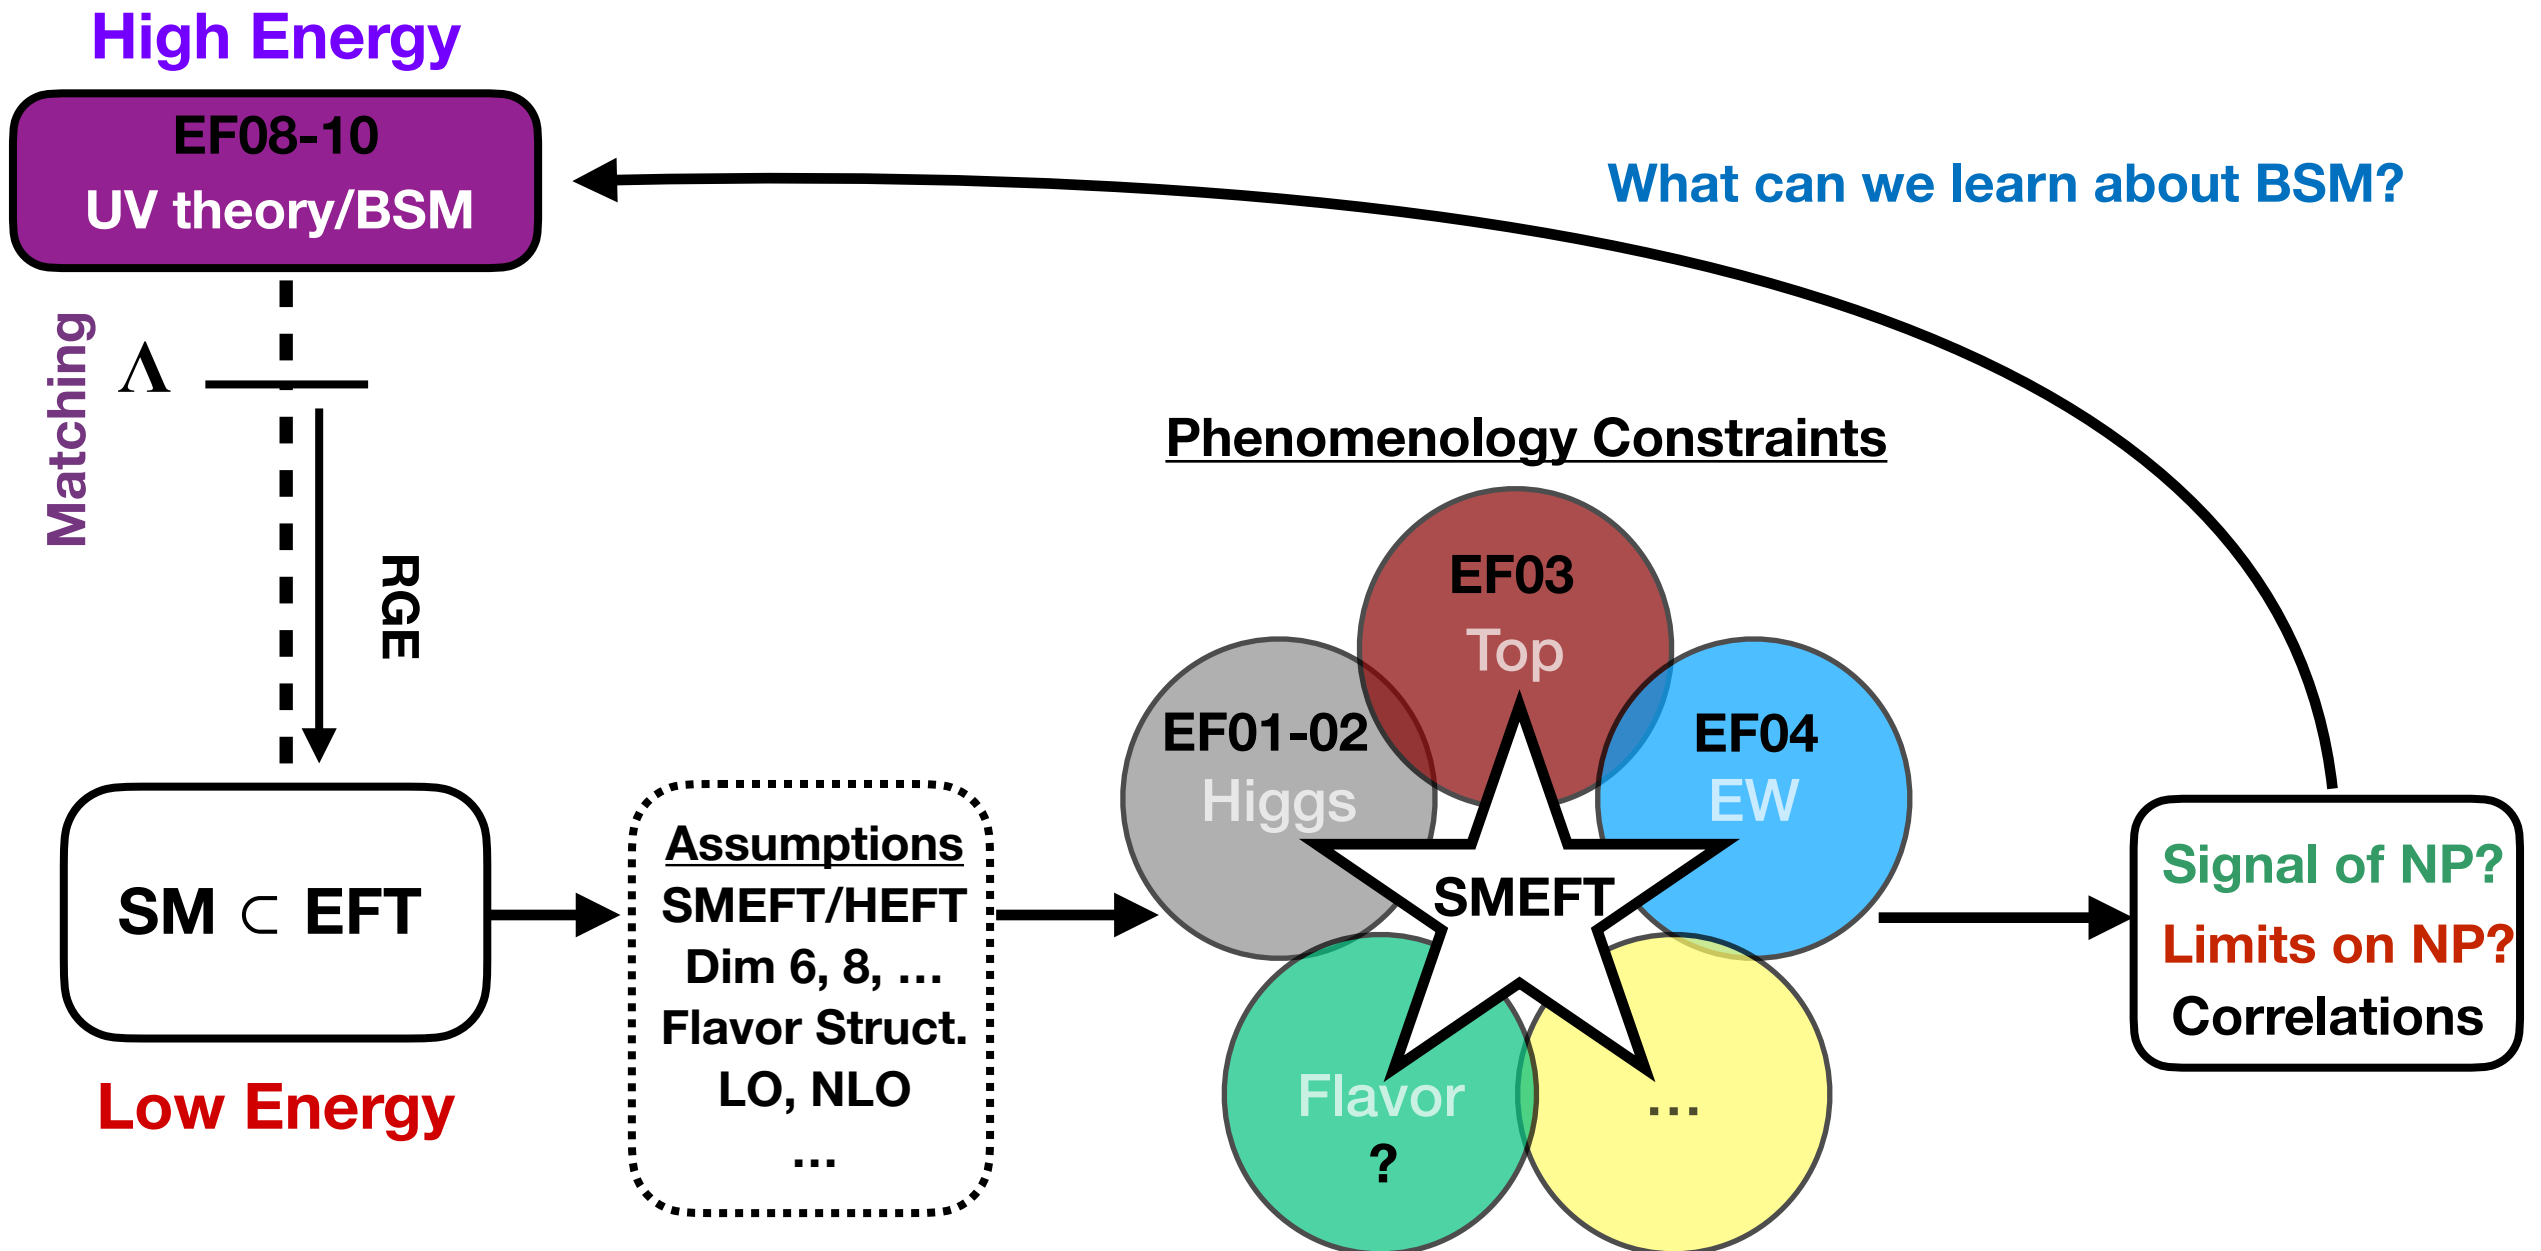 High Energy
EF08-10
UV theory/BSM
What can we learn about BSM?
Matching
Λ
RGE
SM ⊂ EFT
Low Energy
Assumptions
SMEFT/HEFT
Dim 6, 8, ...
Flavor Struct.
LO, NLO
...
Phenomenology Constraints
EF03
Top
EF01-02
Higgs
EF04
EW
SMEFT
Flavor
?
...
Signal of NP?
Limits on NP?
Correlations